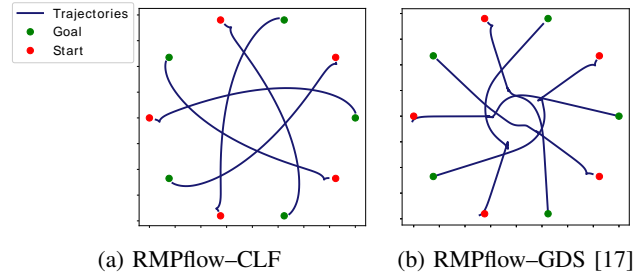 Trajectories
Goal
Start
(a) RMPflow–CLF
(b) RMPflow–GDS [17]